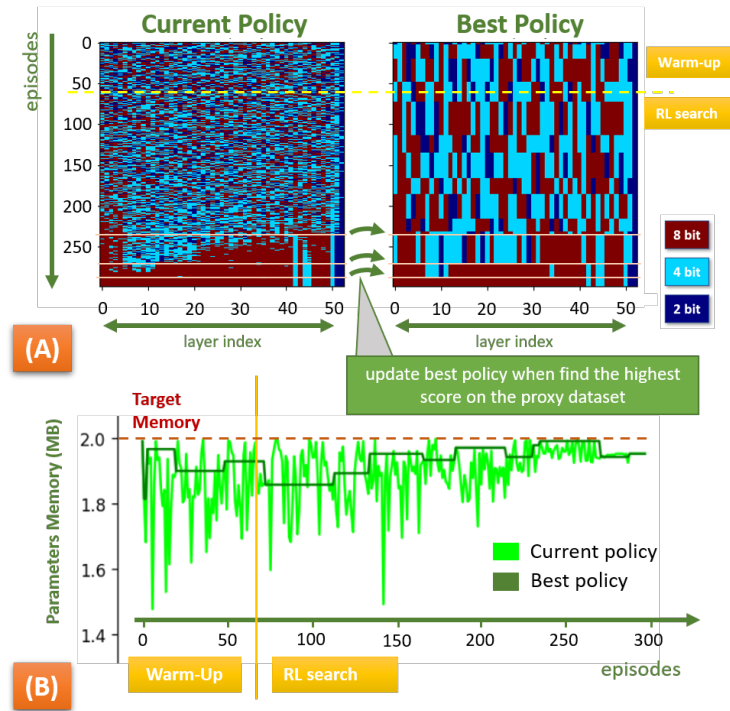 Current Policy
Best Policy
episodes
0
50
100
150
200
250
0 10 20 30 40 50
0 10 20 30 40 50
layer index
layer index
Warm-up
RL search
8 bit
4 bit
2 bit
(A)
update best policy when find the highest
score on the proxy dataset
Target
Memory
Parameters Memory (MB)
2.0
1.8
1.6
1.4
Current policy
Best policy
0 50 100 150 200 250 300
Warm-Up
RL search
episodes
(B)